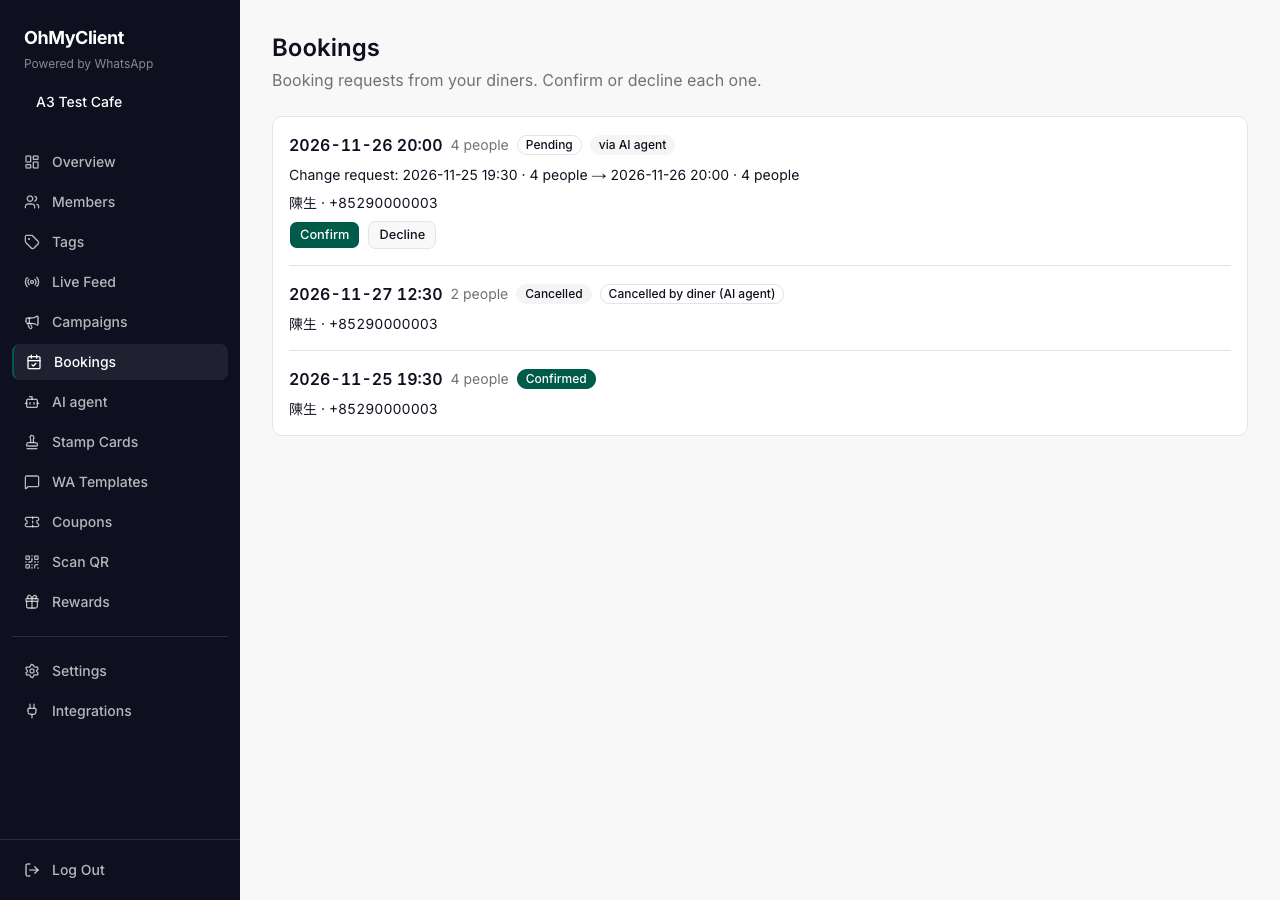 OhMyClient
Powered by WhatsApp
A3 Test Cafe
Overview
Members
Tags
Live Feed
Campaigns
Bookings
AI agent
Stamp Cards
WA Templates
Coupons
Scan QR
Rewards
Settings
Integrations
Log Out
Bookings
Booking requests from your diners. Confirm or decline each one.
2026-11-26 20:00 4 people Pending via AI agent
Change request: 2026-11-25 19:30 · 4 people → 2026-11-26 20:00 · 4 people
陳生 · +85290000003
Confirm Decline
2026-11-27 12:30 2 people Cancelled Cancelled by diner (AI agent)
陳生 · +85290000003
2026-11-25 19:30 4 people Confirmed
陳生 · +85290000003